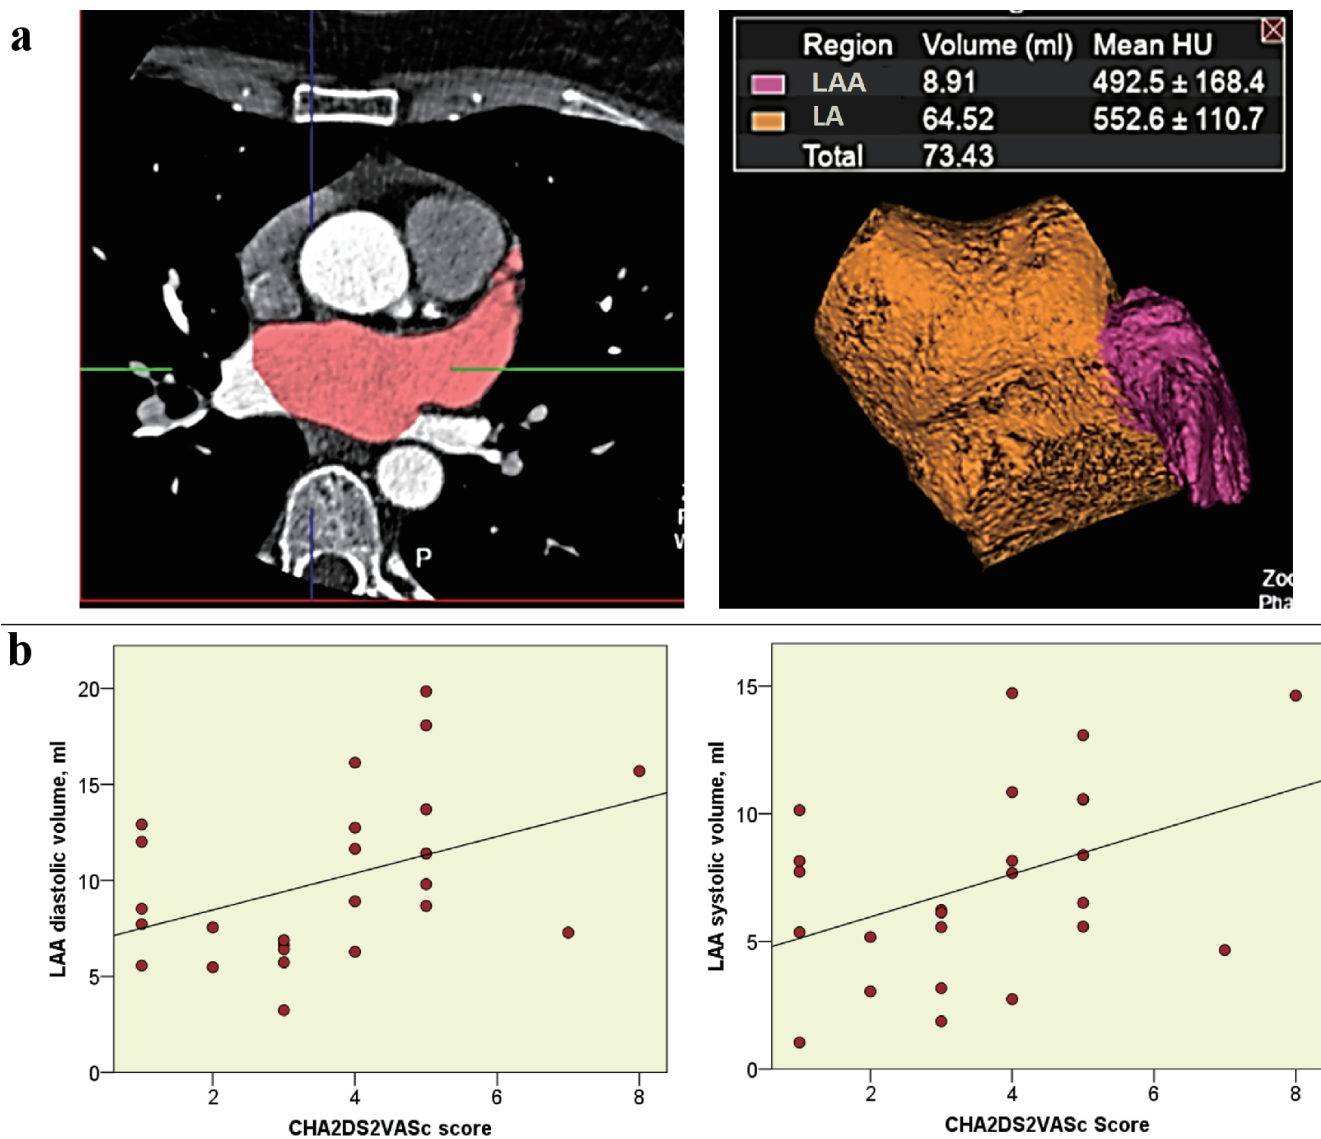 a
Region Volume (ml) Mean HU
LAA 8.91 492.5 ± 168.4
LA 64.52 552.6 ± 110.7
Total 73.43
P
Zoo
Pha
b
LAA diastolic volume, ml
20
15
10
5
0
2 4 6 8
CHA2DS2VASc score
LAA systolic volume, ml
15
10
5
0
2 4 6 8
CHA2DS2VASc Score